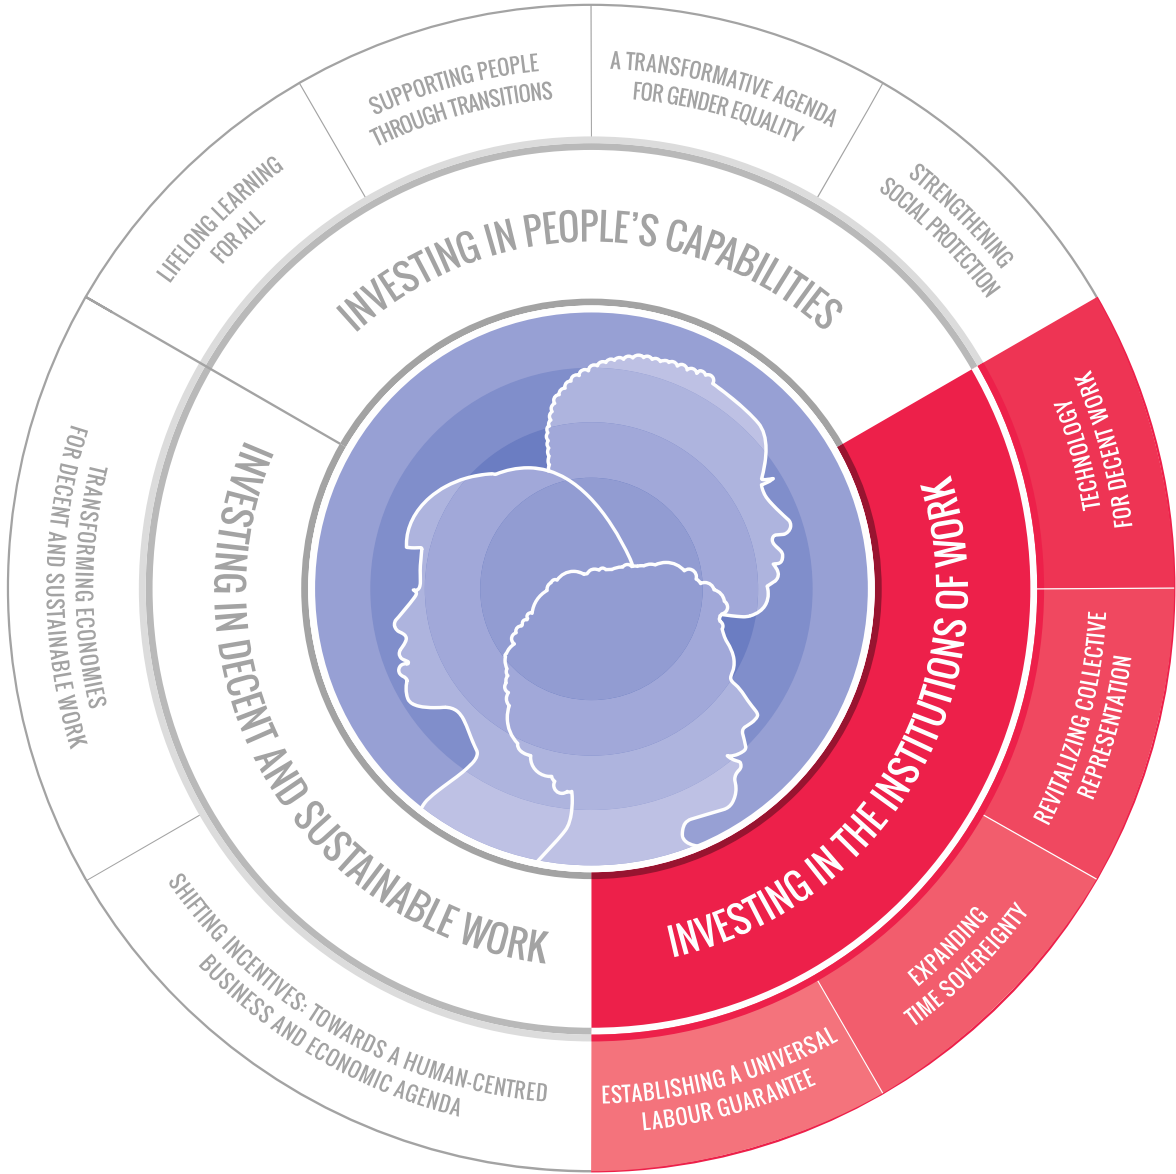 INVESTING IN PEOPLE'S CAPABILITIES
LIFELONG LEARNING
FOR ALL
SUPPORTING PEOPLE
THROUGH TRANSITIONS
A TRANSFORMATIVE AGENDA
FOR GENDER EQUALITY
STRENGTHENING
SOCIAL PROTECTION
INVESTING IN THE INSTITUTIONS OF WORK
TECHNOLOGY
FOR DECENT WORK
REVITALIZING COLLECTIVE
REPRESENTATION
EXPANDING
TIME SOVEREIGNTY
ESTABLISHING A UNIVERSAL
LABOUR GUARANTEE
INVESTING IN DECENT AND SUSTAINABLE WORK
TRANSFORMING ECONOMIES
FOR DECENT AND SUSTAINABLE WORK
SHIFTING INCENTIVES: TOWARDS A HUMAN-CENTRED
BUSINESS AND ECONOMIC AGENDA